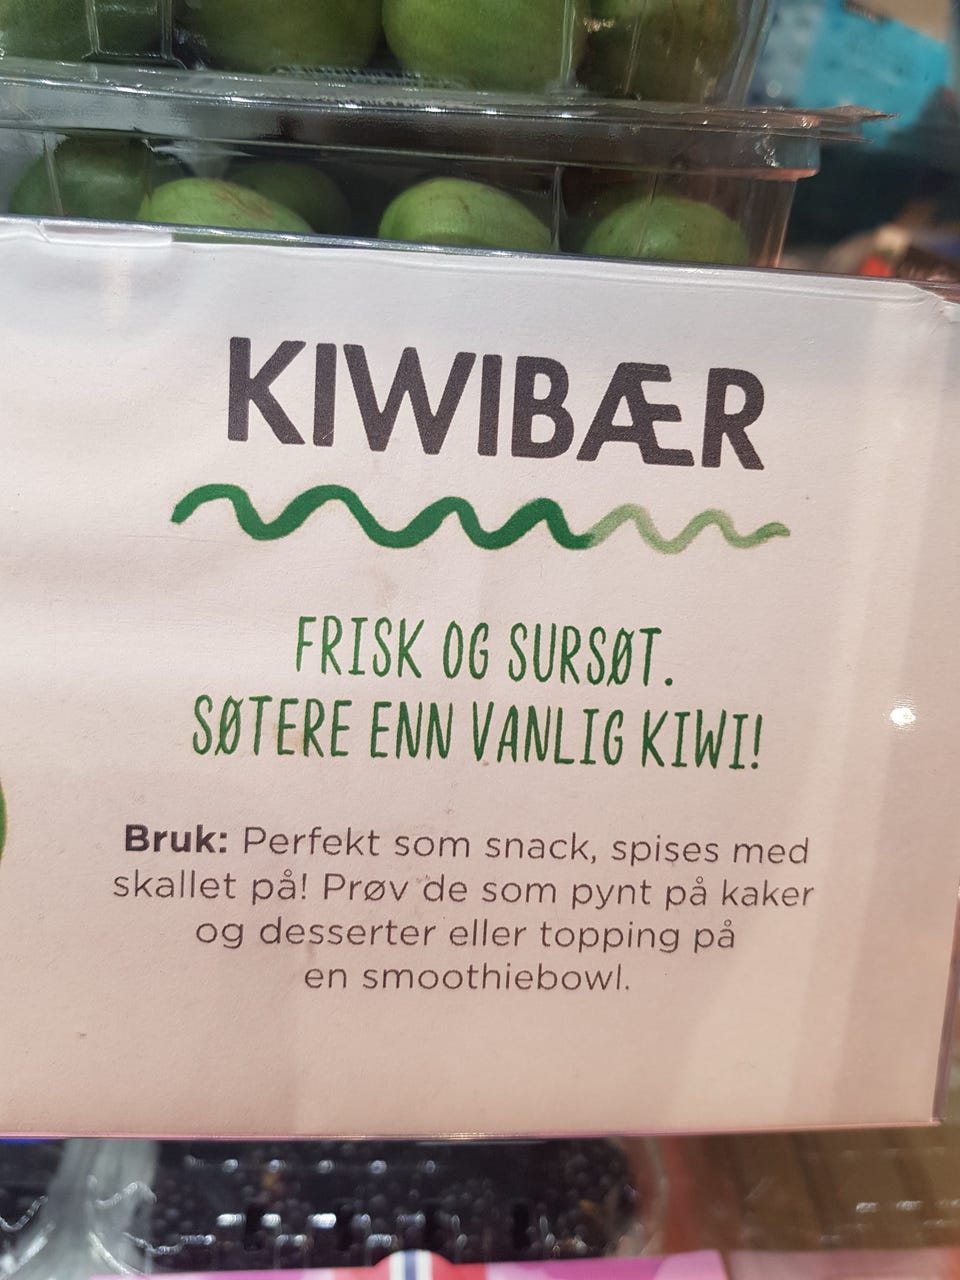 KIWIBÆR
FRISK OG SURSØT.
SØTERE ENN VANLIG KIWI!
Bruk: Perfekt som snack, spises med
skallet på! Prøv de som pynt på kaker
og desserter eller topping på
en smoothiebowl.